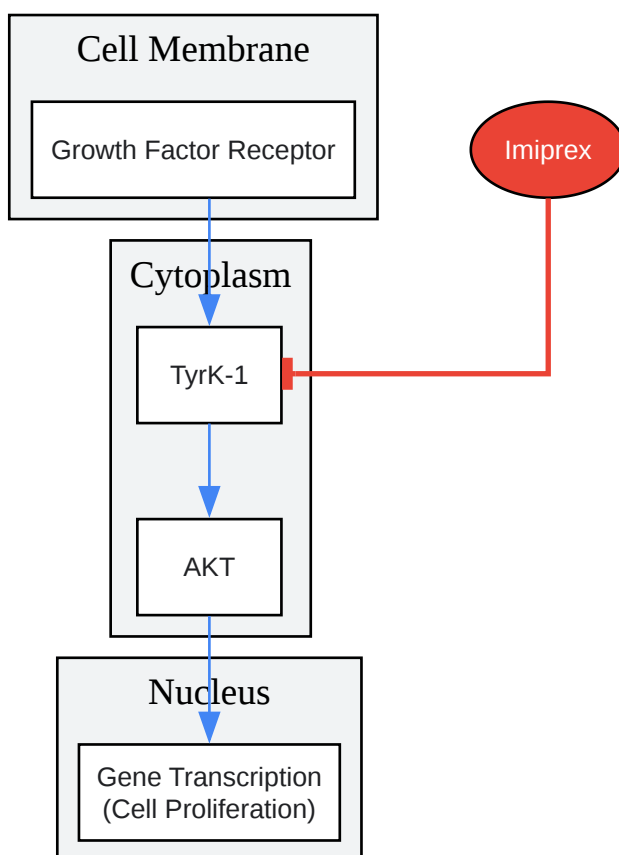 Cell Membrane
Growth Factor Receptor
Imiprex
Cytoplasm
TyrK-1
AKT
Nucleus
Gene Transcription
(Cell Proliferation)